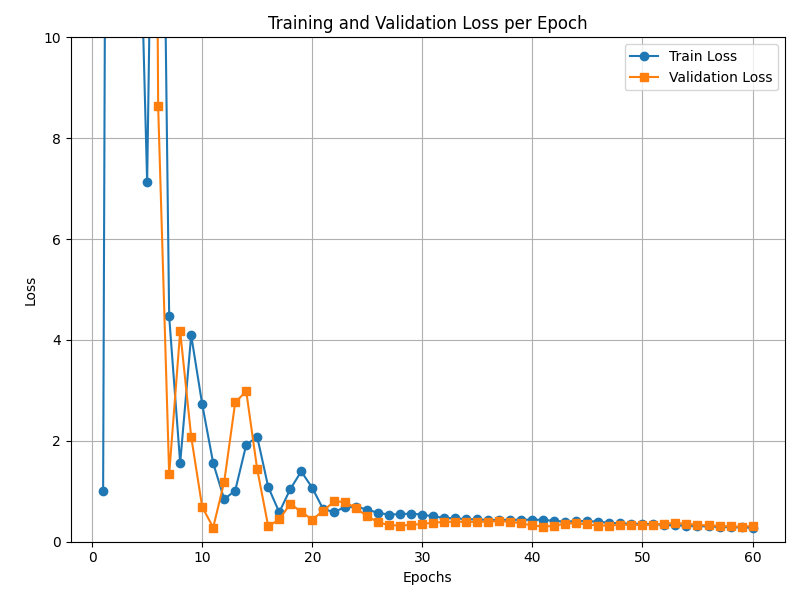 Training and Validation Loss per Epoch
Train Loss
Validation Loss
10
8
6
4
2
0
Loss
0 10 20 30 40 50 60
Epochs